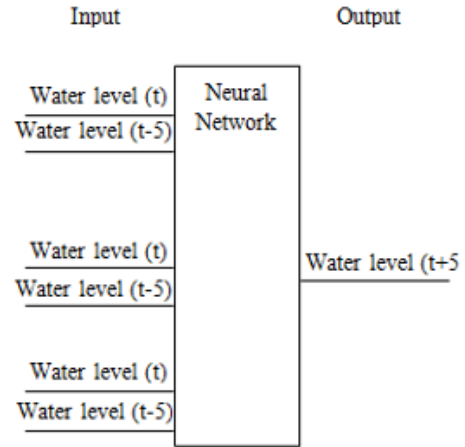 Input
Output
Water level (t)
Water level (t-5)
Neural
Network
Water level (t)
Water level (t-5)
Water level (t+5
Water level (t)
Water level (t-5)